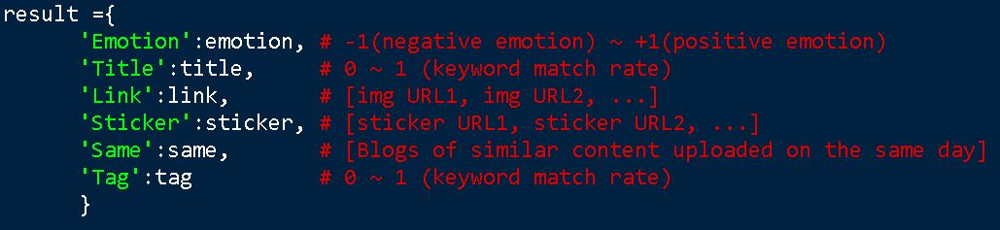 result ={
'Emotion':emotion, # -1(negative emotion) ~ +1(positive emotion)
'Title':title, # 0 ~ 1 (keyword match rate)
'Link':link, # [img URL1, img URL2, ...]
'Sticker':sticker, # [sticker URL1, sticker URL2, ...]
'Same':same, # [Blogs of similar content uploaded on the same day]
'Tag':tag # 0 ~ 1 (keyword match rate)
}